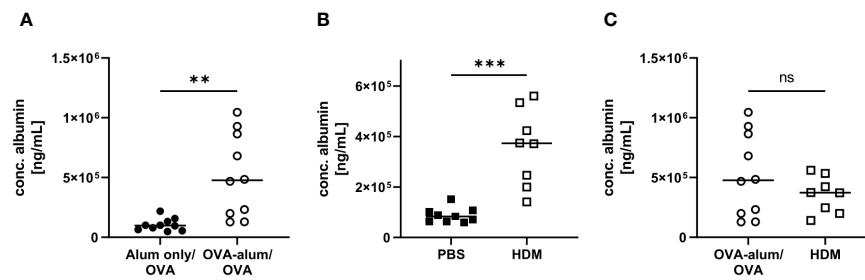 A
conc. albumin
[ng/mL]
1.5×10⁶
1×10⁶
5×10⁵
0
**
Alum only/
OVA
OVA-alum/
OVA
B
conc. albumin
[ng/mL]
6×10⁵
4×10⁵
2×10⁵
0
***
PBS
HDM
C
conc. albumin
[ng/mL]
1.5×10⁶
1×10⁶
5×10⁵
0
ns
OVA-alum/
OVA
HDM